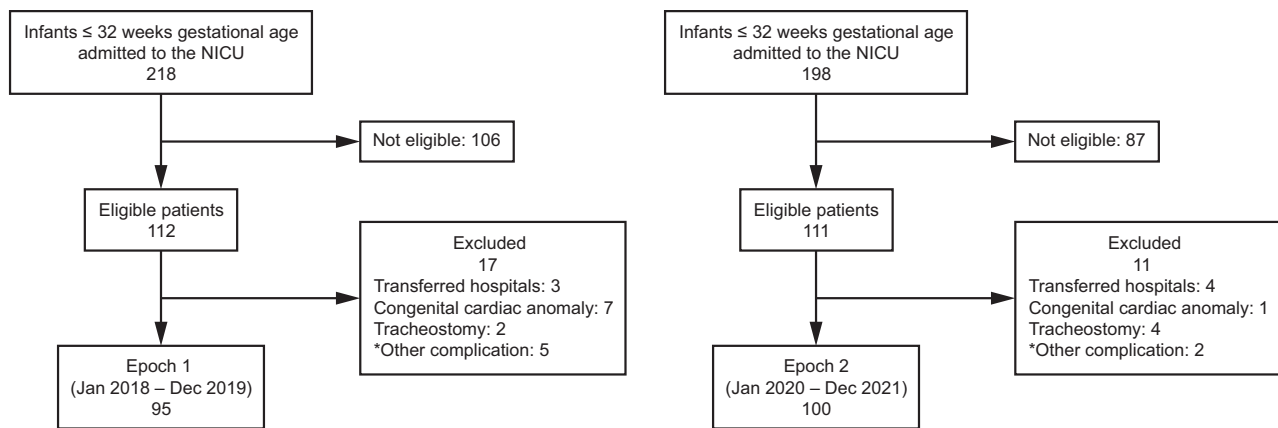 Infants ≤ 32 weeks gestational age
admitted to the NICU
218
Not eligible: 106
Eligible patients
112
Excluded
17
Transferred hospitals: 3
Congenital cardiac anomaly: 7
Tracheostomy: 2
*Other complication: 5
Epoch 1
(Jan 2018 – Dec 2019)
95
Infants ≤ 32 weeks gestational age
admitted to the NICU
198
Not eligible: 87
Eligible patients
111
Excluded
11
Transferred hospitals: 4
Congenital cardiac anomaly: 1
Tracheostomy: 4
*Other complication: 2
Epoch 2
(Jan 2020 – Dec 2021)
100